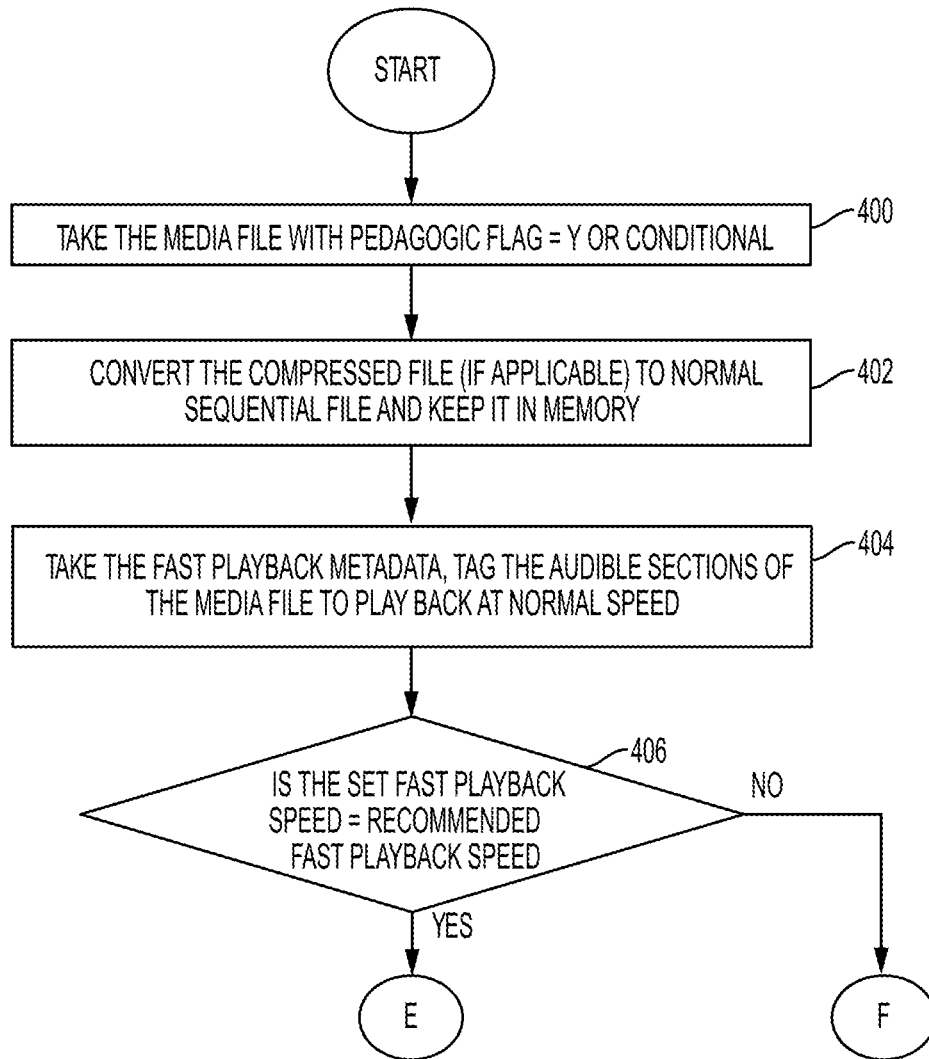 START
TAKE THE MEDIA FILE WITH PEDAGOGIC FLAG = Y OR CONDITIONAL
400
CONVERT THE COMPRESSED FILE (IF APPLICABLE) TO NORMAL
SEQUENTIAL FILE AND KEEP IT IN MEMORY
402
TAKE THE FAST PLAYBACK METADATA, TAG THE AUDIBLE SECTIONS OF
THE MEDIA FILE TO PLAY BACK AT NORMAL SPEED
404
406
IS THE SET FAST PLAYBACK
SPEED = RECOMMENDED
FAST PLAYBACK SPEED
NO
YES
E
F